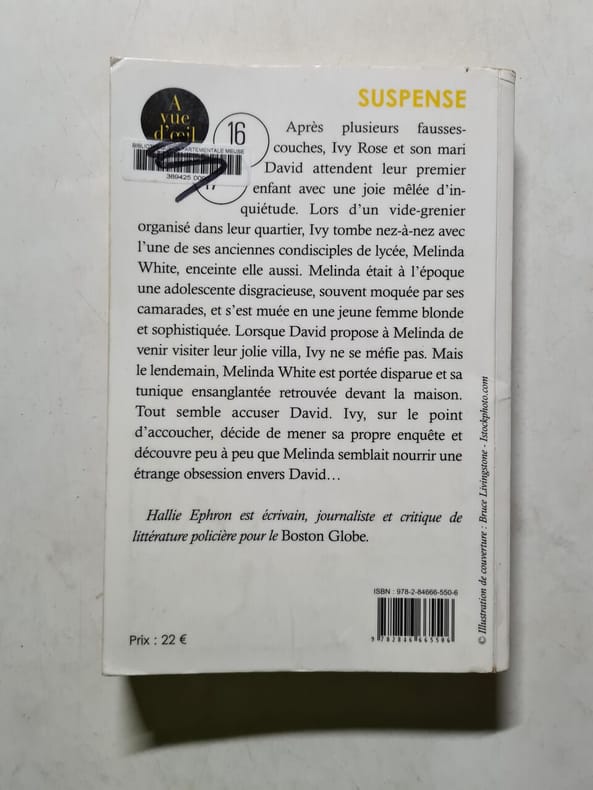 A
vue
d'œil
16
17
SUSPENSE
Après plusieurs fausses-
couches, Ivy Rose et son mari
David attendent leur premier
enfant avec une joie mêlée d'in-
quiétude. Lors d'un vide-grenier
organisé dans leur quartier, Ivy tombe nez-à-nez avec
l'une de ses anciennes condisciples de lycée, Melinda
White, enceinte elle aussi. Melinda était à l'époque
une adolescente disgracieuse, souvent moquée par ses
camarades, et s'est muée en une jeune femme blonde
et sophistiquée. Lorsque David propose à Melinda de
venir visiter leur jolie villa, Ivy ne se méfie pas. Mais
le lendemain, Melinda White est portée disparue et sa
tunique ensanglantée retrouvée devant la maison.
Tout semble accuser David. Ivy, sur le point
d'accoucher, décide de mener sa propre enquête et
découvre peu à peu que Melinda semblait nourrir une
étrange obsession envers David…
Hallie Ephron est écrivain, journaliste et critique de
littérature policière pour le Boston Globe.
ISBN : 978-2-84666-550-6
9 782846 665506
Prix : 22 €
© Illustration de couverture : Bruce Livingstone - Istockphoto.com